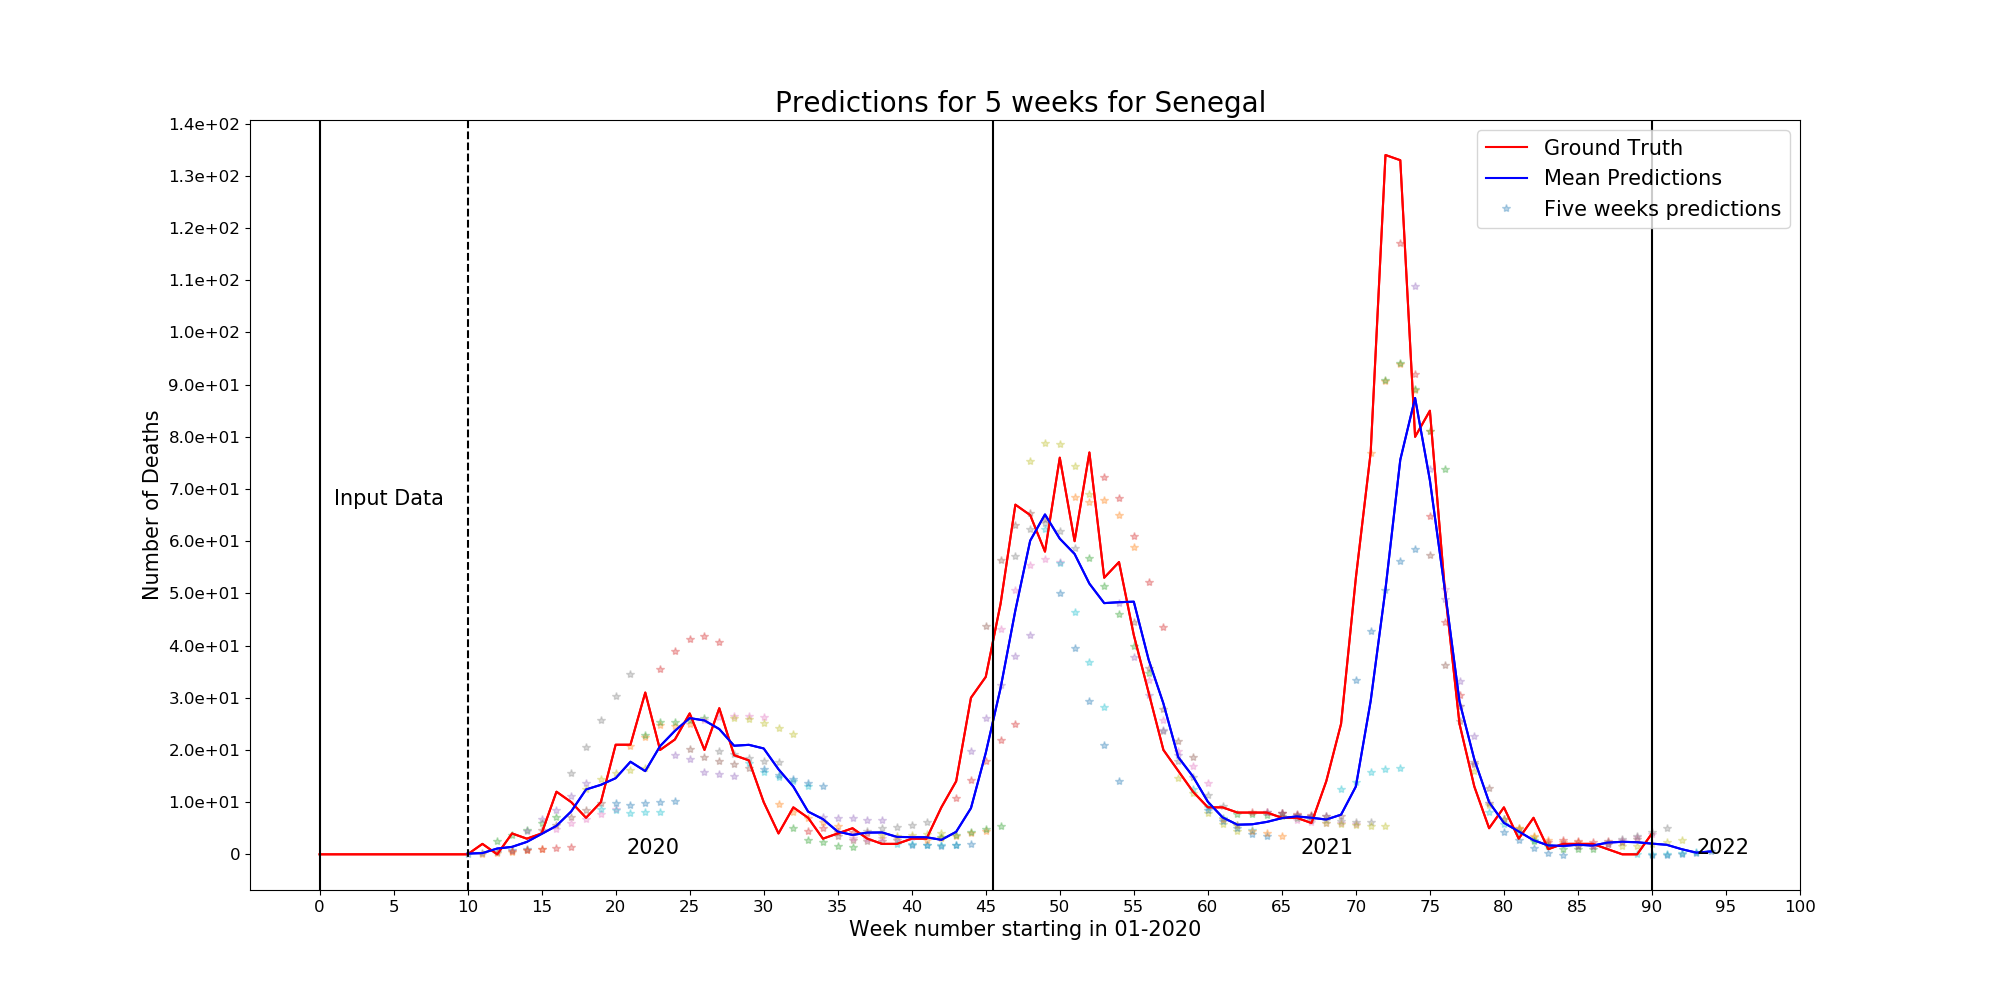 Predictions for 5 weeks for Senegal
1.4e+02
1.3e+02
1.2e+02
1.1e+02
1.0e+02
9.0e+01
8.0e+01
7.0e+01
6.0e+01
5.0e+01
4.0e+01
3.0e+01
2.0e+01
1.0e+01
0
Number of Deaths
Ground Truth
Mean Predictions
Five weeks predictions
Input Data
2020
2021
2022
0 5 10 15 20 25 30 35 40 45 50 55 60 65 70 75 80 85 90 95 100
Week number starting in 01-2020